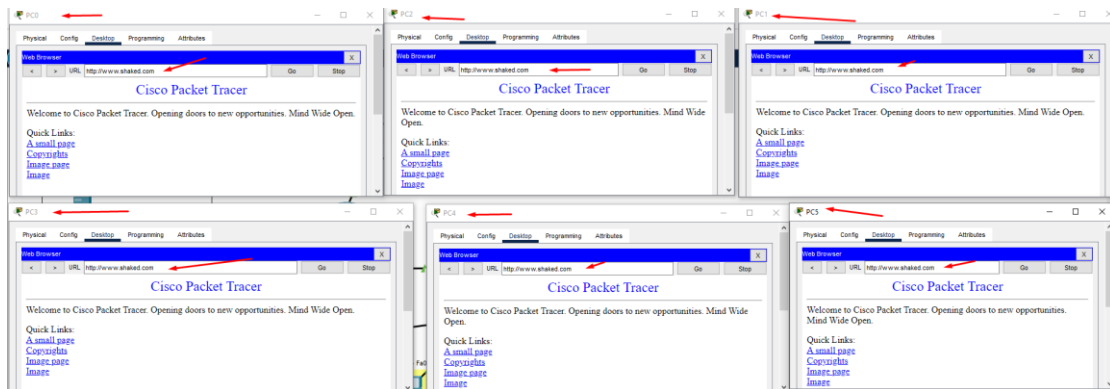 PC0
Physical Config Desktop Programming Attributes
Web Browser X
< > URL http://www.shaked.com Go Stop
Cisco Packet Tracer
Welcome to Cisco Packet Tracer. Opening doors to new opportunities. Mind Wide Open.
Quick Links:
A small page
Copyrights
Image page
Image
PC2
Physical Config Desktop Programming Attributes
Web Browser X
< > URL http://www.shaked.com Go Stop
Cisco Packet Tracer
Welcome to Cisco Packet Tracer. Opening doors to new opportunities. Mind Wide
Open.
Quick Links:
A small page
Copyrights
Image page
Image
PC1
Physical Config Desktop Programming Attributes
Web Browser X
< > URL http://www.shaked.com Go Stop
Cisco Packet Tracer
Welcome to Cisco Packet Tracer. Opening doors to new opportunities. Mind Wide Open.
Quick Links:
A small page
Copyrights
Image page
Image
PC3
Physical Config Desktop Programming Attributes
Web Browser X
< > URL http://www.shaked.com Go Stop
Cisco Packet Tracer
Welcome to Cisco Packet Tracer. Opening doors to new opportunities. Mind Wide Open.
Quick Links:
A small page
Copyrights
Image page
Image
Fa0
PC4
Physical Config Desktop Programming Attributes
Web Browser X
< > URL http://www.shaked.com Go Stop
Cisco Packet Tracer
Welcome to Cisco Packet Tracer. Opening doors to new opportunities. Mind Wide
Open.
Quick Links:
A small page
Copyrights
Image page
Image
PC5
Physical Config Desktop Programming Attributes
Web Browser X
< > URL http://www.shaked.com Go Stop
Cisco Packet Tracer
Welcome to Cisco Packet Tracer. Opening doors to new opportunities.
Mind Wide Open.
Quick Links:
A small page
Copyrights
Image page
Image